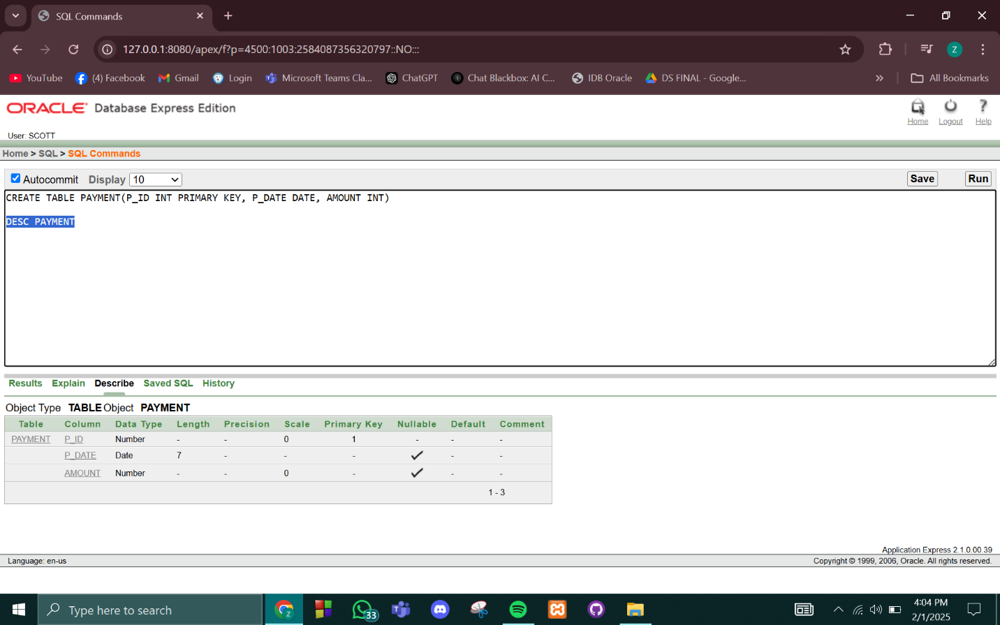 SQL Commands
127.0.0.1:8080/apex/f?p=4500:1003:2584087356320797::NO:::
Z
YouTube (4) Facebook Gmail Login Microsoft Teams Cla... ChatGPT Chat Blackbox: AI C... IDB Oracle DS FINAL - Google... » All Bookmarks
ORACLE Database Express Edition
Home Logout Help
User: SCOTT
Home > SQL > SQL Commands
Autocommit Display 10 Save Run
CREATE TABLE PAYMENT(P_ID INT PRIMARY KEY, P_DATE DATE, AMOUNT INT)
DESC PAYMENT
Results Explain Describe Saved SQL History
Object Type TABLE Object PAYMENT
Table Column Data Type Length Precision Scale Primary Key Nullable Default Comment
PAYMENT P_ID Number - - 0 1 - - -
P_DATE Date 7 - - - ✓ - -
AMOUNT Number - - 0 - ✓ - -
1 - 3
Application Express 2.1.0.00.39
Language: en-us Copyright © 1999, 2006, Oracle. All rights reserved.
Type here to search
Z
33
4:04 PM
2/1/2025